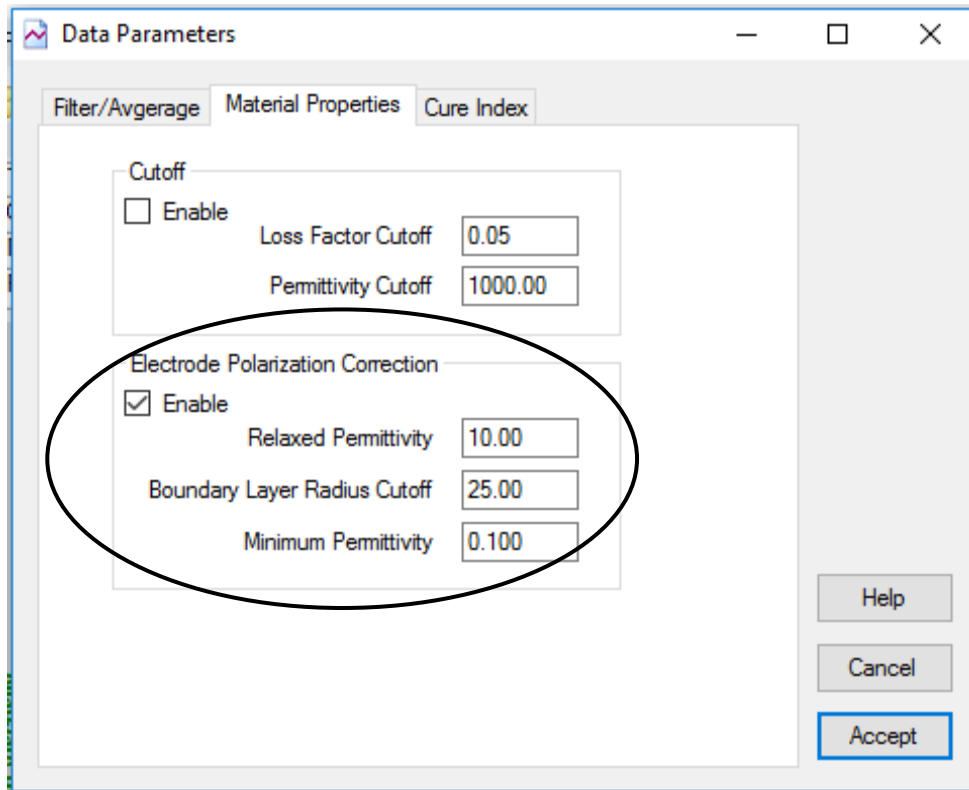 Data Parameters
Filter/Avgerage Material Properties Cure Index
Cutoff
Enable
Loss Factor Cutoff 0.05
Permittivity Cutoff 1000.00
Electrode Polarization Correction
Enable
Relaxed Permittivity 10.00
Boundary Layer Radius Cutoff 25.00
Minimum Permittivity 0.100
Help
Cancel
Accept